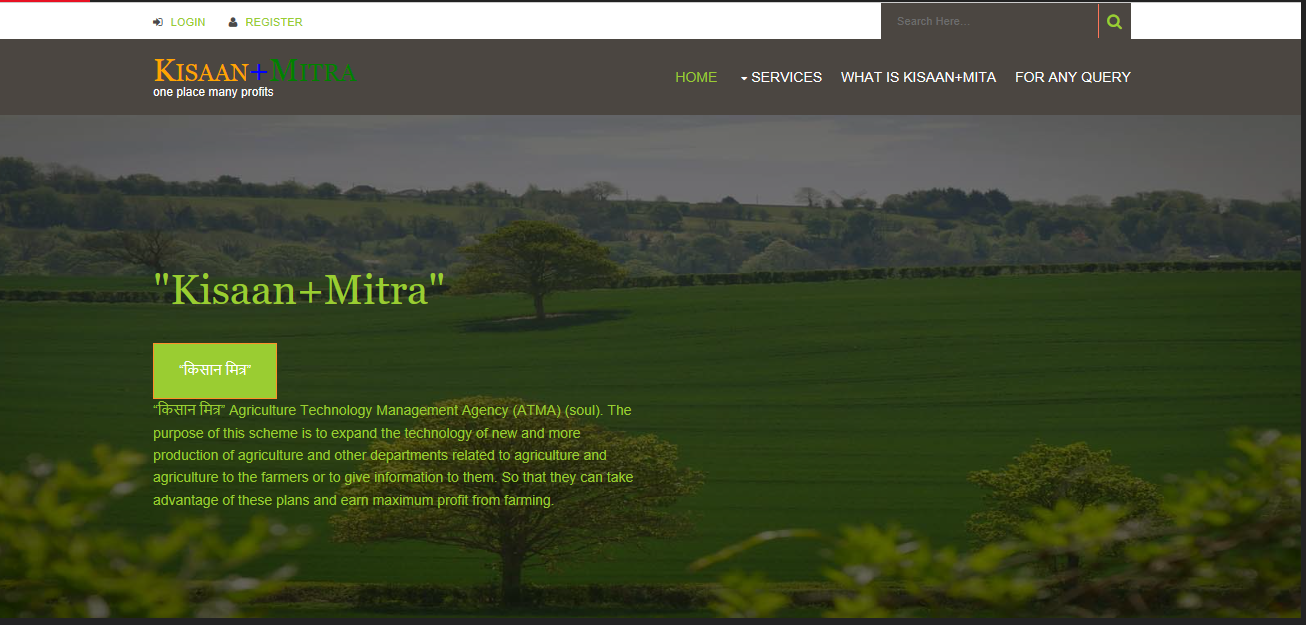 LOGIN
REGISTER
Search Here...
KISAAN+MITRA
one place many profits
HOME
SERVICES
WHAT IS KISAAN+MITA
FOR ANY QUERY
"Kisaan+Mitra"
"किसान मित्र"
“किसान मित्र” Agriculture Technology Management Agency (ATMA) (soul). The
purpose of this scheme is to expand the technology of new and more
production of agriculture and other departments related to agriculture and
agriculture to the farmers or to give information to them. So that they can take
advantage of these plans and earn maximum profit from farming.